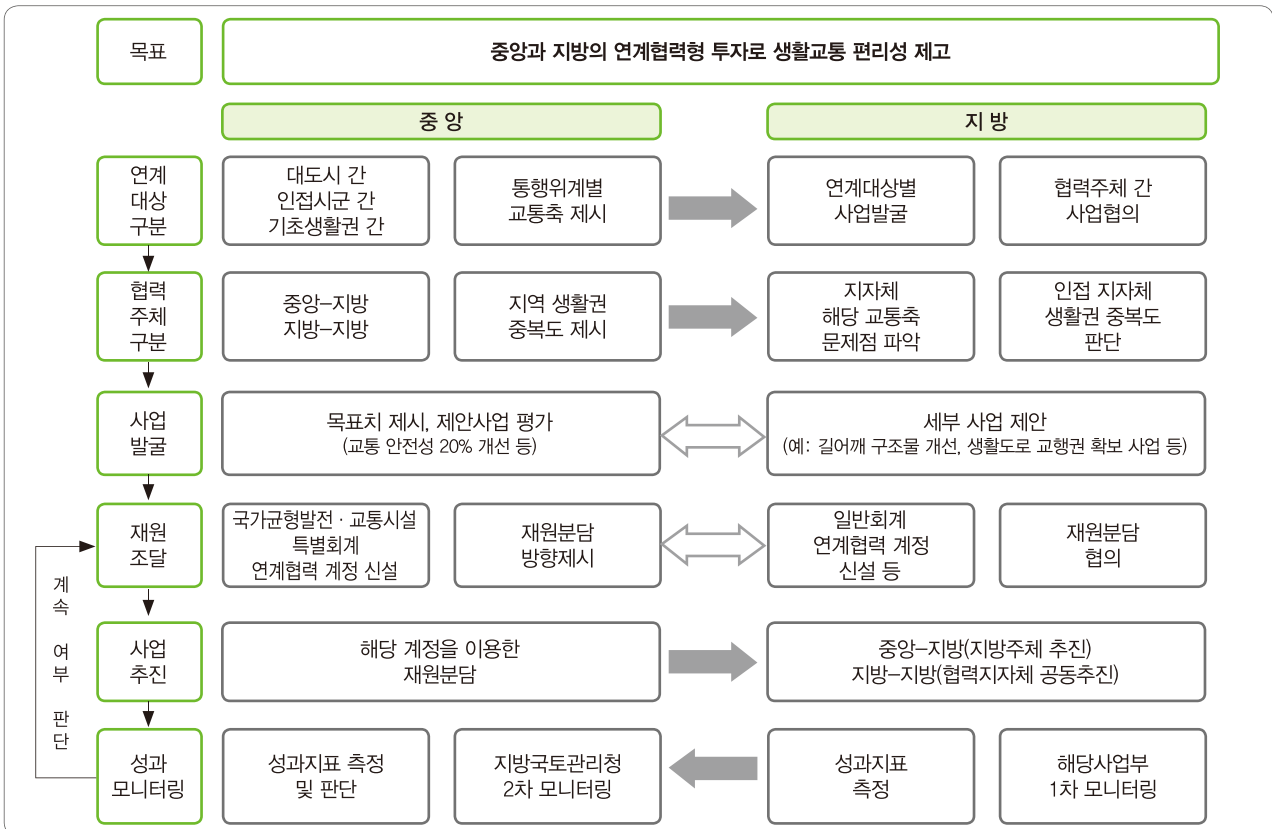 목표
중앙과 지방의 연계협력형 투자로 생활교통 편리성 제고
중 앙
지 방
연계
대상
구분
대도시 간
인접시군 간
기초생활권 간
통행위계별
교통축 제시
연계대상별
사업발굴
협력주체 간
사업협의
협력
주체
구분
중앙–지방
지방–지방
지역 생활권
중복도 제시
지자체
해당 교통축
문제점 파악
인접 지자체
생활권 중복도
판단
사업
발굴
목표치 제시, 제안사업 평가
(교통 안전성 20% 개선 등)
세부 사업 제안
(예: 길어깨 구조물 개선, 생활도로 교행권 확보 사업 등)
재원
조달
국가균형발전 · 교통시설
특별회계
연계협력 계정 신설
재원분담
방향제시
일반회계
연계협력 계정
신설 등
재원분담
협의
계속 여부 판단
사업
추진
해당 계정을 이용한
재원분담
중앙–지방(지방주체 추진)
지방–지방(협력지자체 공동추진)
성과
모니터링
성과지표 측정
및 판단
지방국토관리청
2차 모니터링
성과지표
측정
해당사업부
1차 모니터링